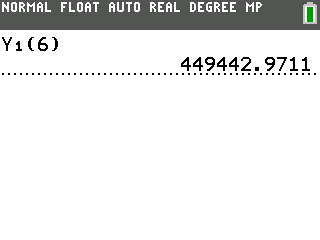 NORMAL FLOAT AUTO REAL DEGREE MP
Y₁(6)
449442.9711